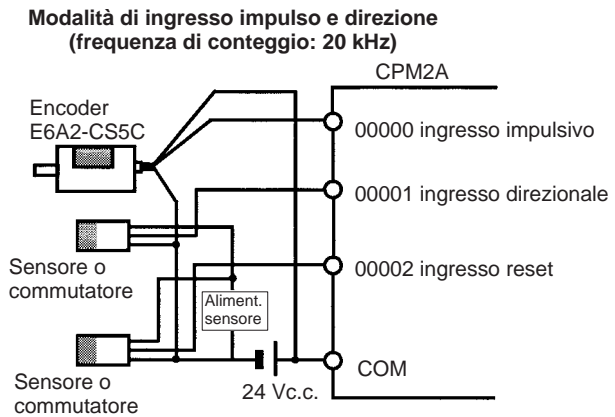 Modalità di ingresso impulso e direzione
(frequenza di conteggio: 20 kHz)
CPM2A
Encoder
E6A2-CS5C
00000 ingresso impulsivo
00001 ingresso direzionale
Sensore o
commutatore
00002 ingresso reset
Aliment.
sensore
COM
24 Vc.c.
Sensore o
commutatore